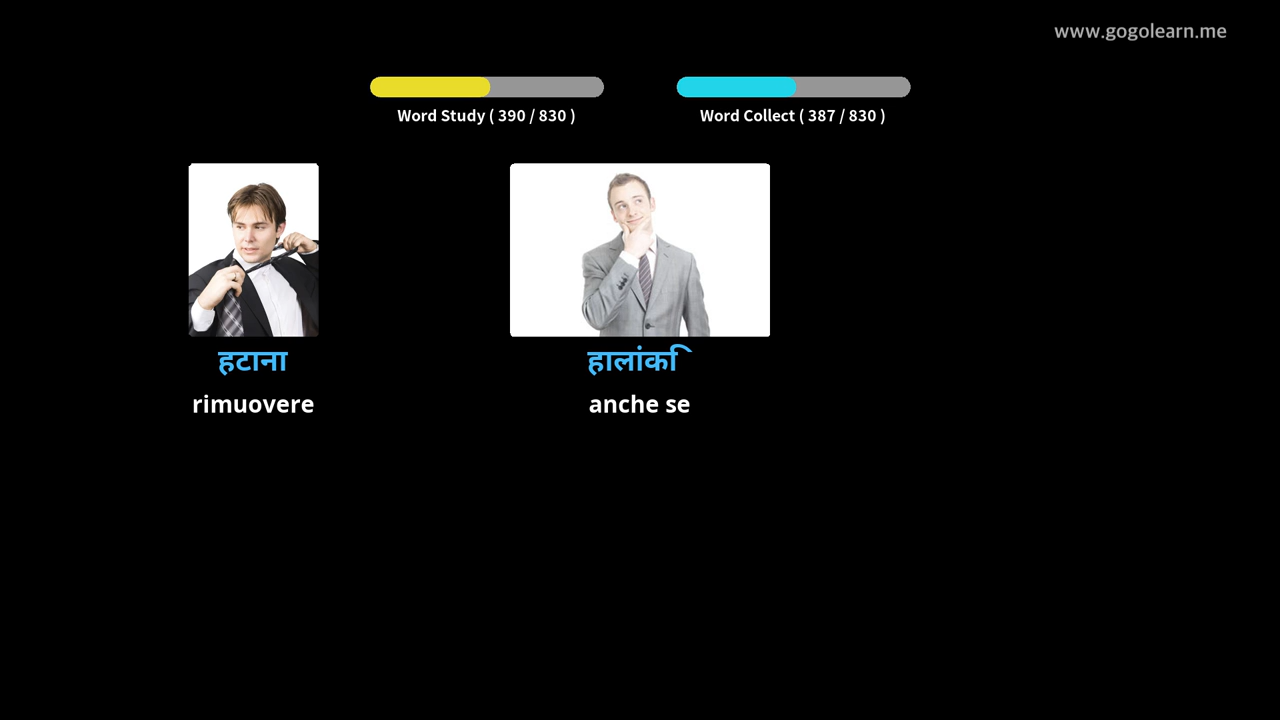 www.gogolearn.me
Word Study ( 390 / 830 )
Word Collect ( 387 / 830 )
हटाना
हालांकि
rimuovere
anche se